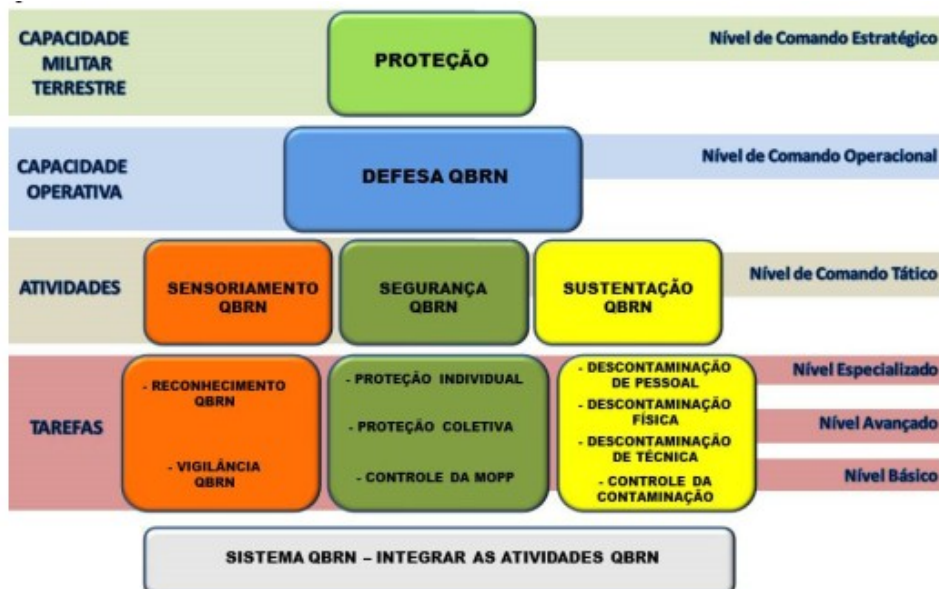 CAPACIDADE
MILITAR
TERRESTRE
PROTEÇÃO
Nível de Comando Estratégico
CAPACIDADE
OPERATIVA
DEFESA QBRN
Nível de Comando Operacional
ATIVIDADES
SENSORIAMENTO
QBRN
SEGURANÇA
QBRN
SUSTENTAÇÃO
QBRN
Nível de Comando Tático
TAREFAS
- RECONHECIMENTO
QBRN
- VIGILÂNCIA
QBRN
- PROTEÇÃO INDIVIDUAL
- PROTEÇÃO COLETIVA
- CONTROLE DA MOPP
- DESCONTAMINAÇÃO
DE PESSOAL
- DESCONTAMINAÇÃO
FÍSICA
- DESCONTAMINAÇÃO
DE TÉCNICA
- CONTROLE DA
CONTAMINAÇÃO
Nível Especializado
Nível Avançado
Nível Básico
SISTEMA QBRN – INTEGRAR AS ATIVIDADES QBRN